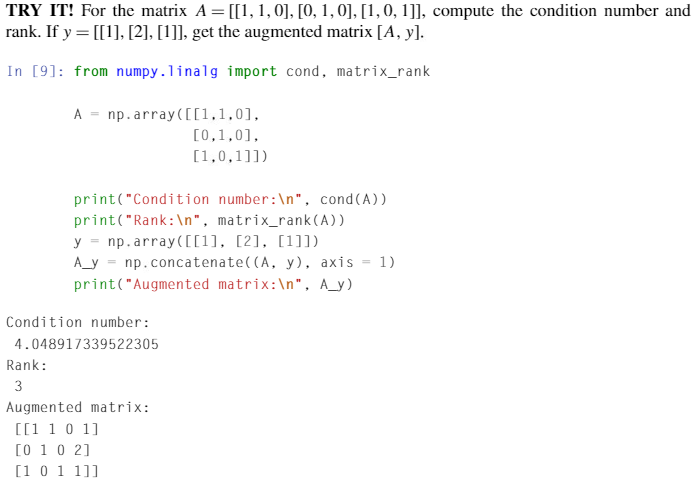 TRY IT! For the matrix A = [[1, 1, 0], [0, 1, 0], [1, 0, 1]], compute the condition number and
rank. If y = [[1], [2], [1]], get the augmented matrix [A, y].
In [9]: from numpy.linalg import cond, matrix_rank
A = np.array([[1,1,0],
[0,1,0],
[1,0,1]])
print("Condition number:\n", cond(A))
print("Rank:\n", matrix_rank(A))
y = np.array([[1], [2], [1]])
A_y = np.concatenate((A, y), axis = 1)
print("Augmented matrix:\n", A_y)
Condition number:
4.048917339522305
Rank:
3
Augmented matrix:
[[1 1 0 1]
[0 1 0 2]
[1 0 1 1]]